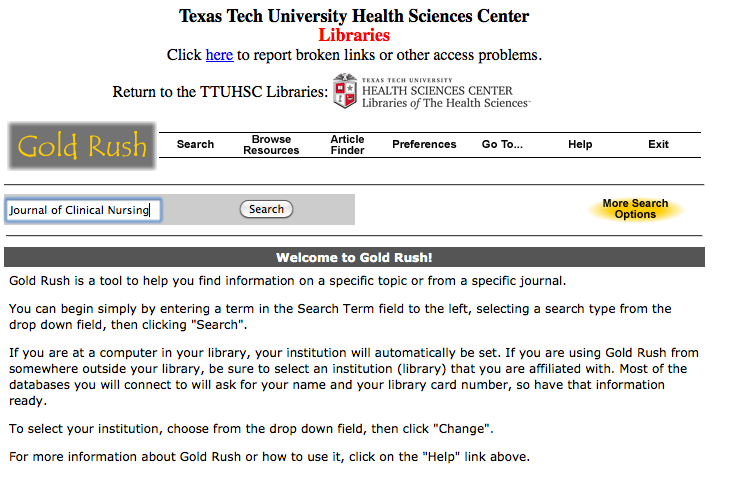 Texas Tech University Health Sciences Center
Libraries
Click here to report broken links or other access problems.
Return to the TTUHSC Libraries:
TEXAS TECH UNIVERSITY
HEALTH SCIENCES CENTER
Libraries of The Health Sciences
Gold Rush
Search
Browse
Resources
Article
Finder
Preferences
Go To...
Help
Exit
Journal of Clinical Nursing
Search
More Search
Options
Welcome to Gold Rush!
Gold Rush is a tool to help you find information on a specific topic or from a specific journal.
You can begin simply by entering a term in the Search Term field to the left, selecting a search type from the
drop down field, then clicking "Search".
If you are at a computer in your library, your institution will automatically be set. If you are using Gold Rush from
somewhere outside your library, be sure to select an institution (library) that you are affiliated with. Most of the
databases you will connect to will ask for your name and your library card number, so have that information
ready.
To select your institution, choose from the drop down field, then click "Change".
For more information about Gold Rush or how to use it, click on the "Help" link above.